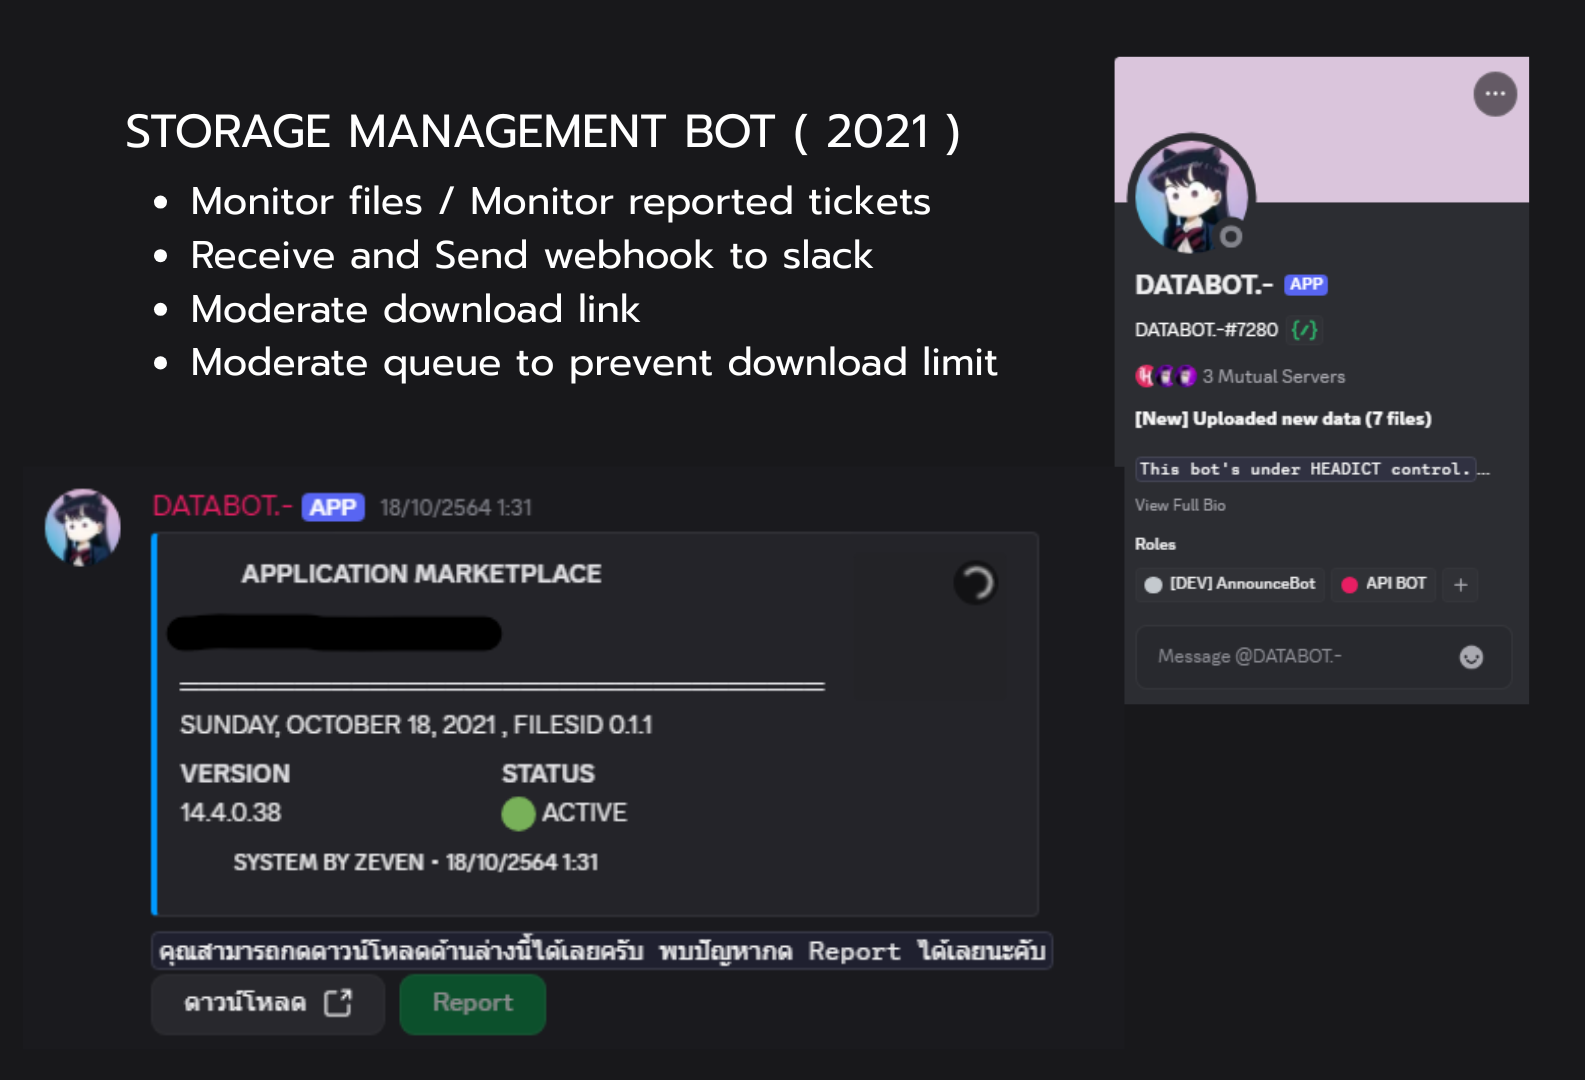 STORAGE MANAGEMENT BOT ( 2021 )
• Monitor files / Monitor reported tickets
• Receive and Send webhook to slack
• Moderate download link
• Moderate queue to prevent download limit
DATABOT.- APP
DATABOT.-#7280
3 Mutual Servers
[New] Uploaded new data (7 files)
This bot's under HEADICT control....
View Full Bio
Roles
[DEV] AnnounceBot API BOT +
Message @DATABOT.-
DATABOT.- APP 18/10/2564 1:31
APPLICATION MARKETPLACE
SUNDAY, OCTOBER 18, 2021 , FILESID 0.1.1
VERSION STATUS
14.4.0.38 ACTIVE
SYSTEM BY ZEVEN • 18/10/2564 1:31
คุณสามารถกดดาวน์โหลดด้านล่างนี้ได้เลยครับ พบปัญหากด Report ได้เลยนะคับ
ดาวน์โหลด Report